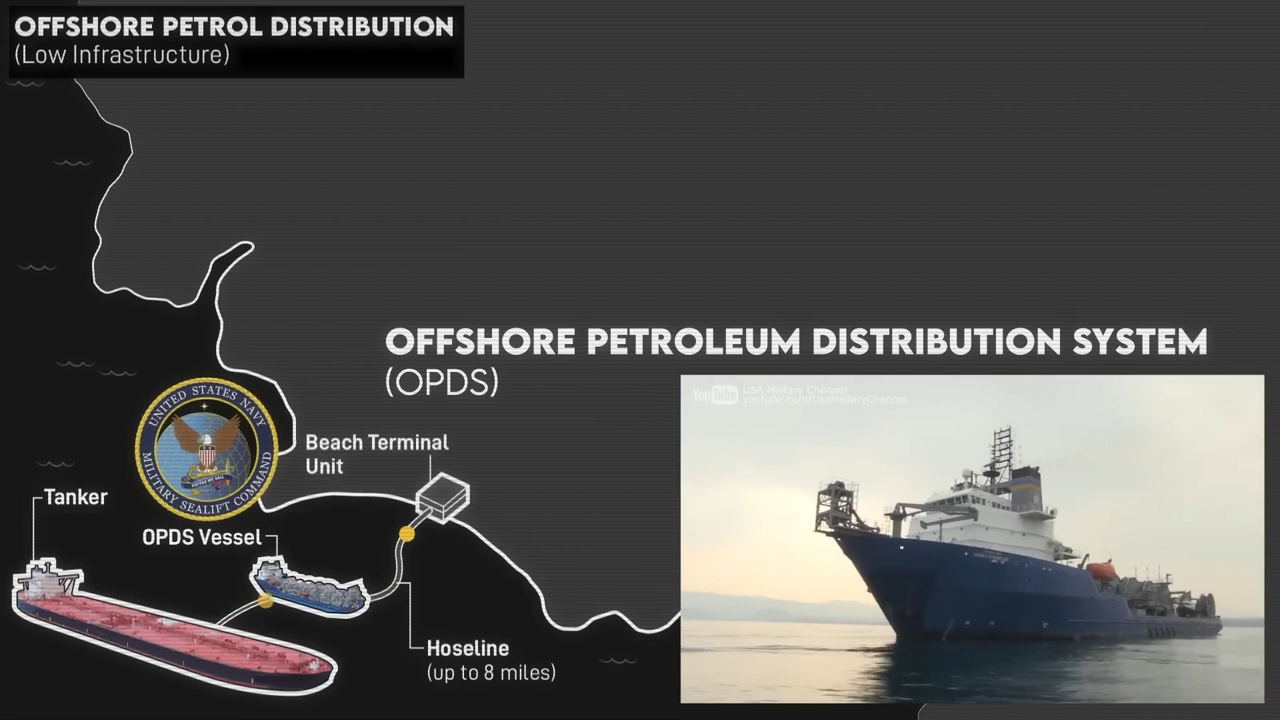 OFFSHORE PETROL DISTRIBUTION
(Low Infrastructure)
OFFSHORE PETROLEUM DISTRIBUTION SYSTEM
(OPDS)
YouTube
USA Military Channel
youtube.com/UsaMilitaryChannel
UNITED STATES NAVY
MILITARY SEALIFT COMMAND
Beach Terminal
Unit
Tanker
OPDS Vessel
Hoseline
(up to 8 miles)